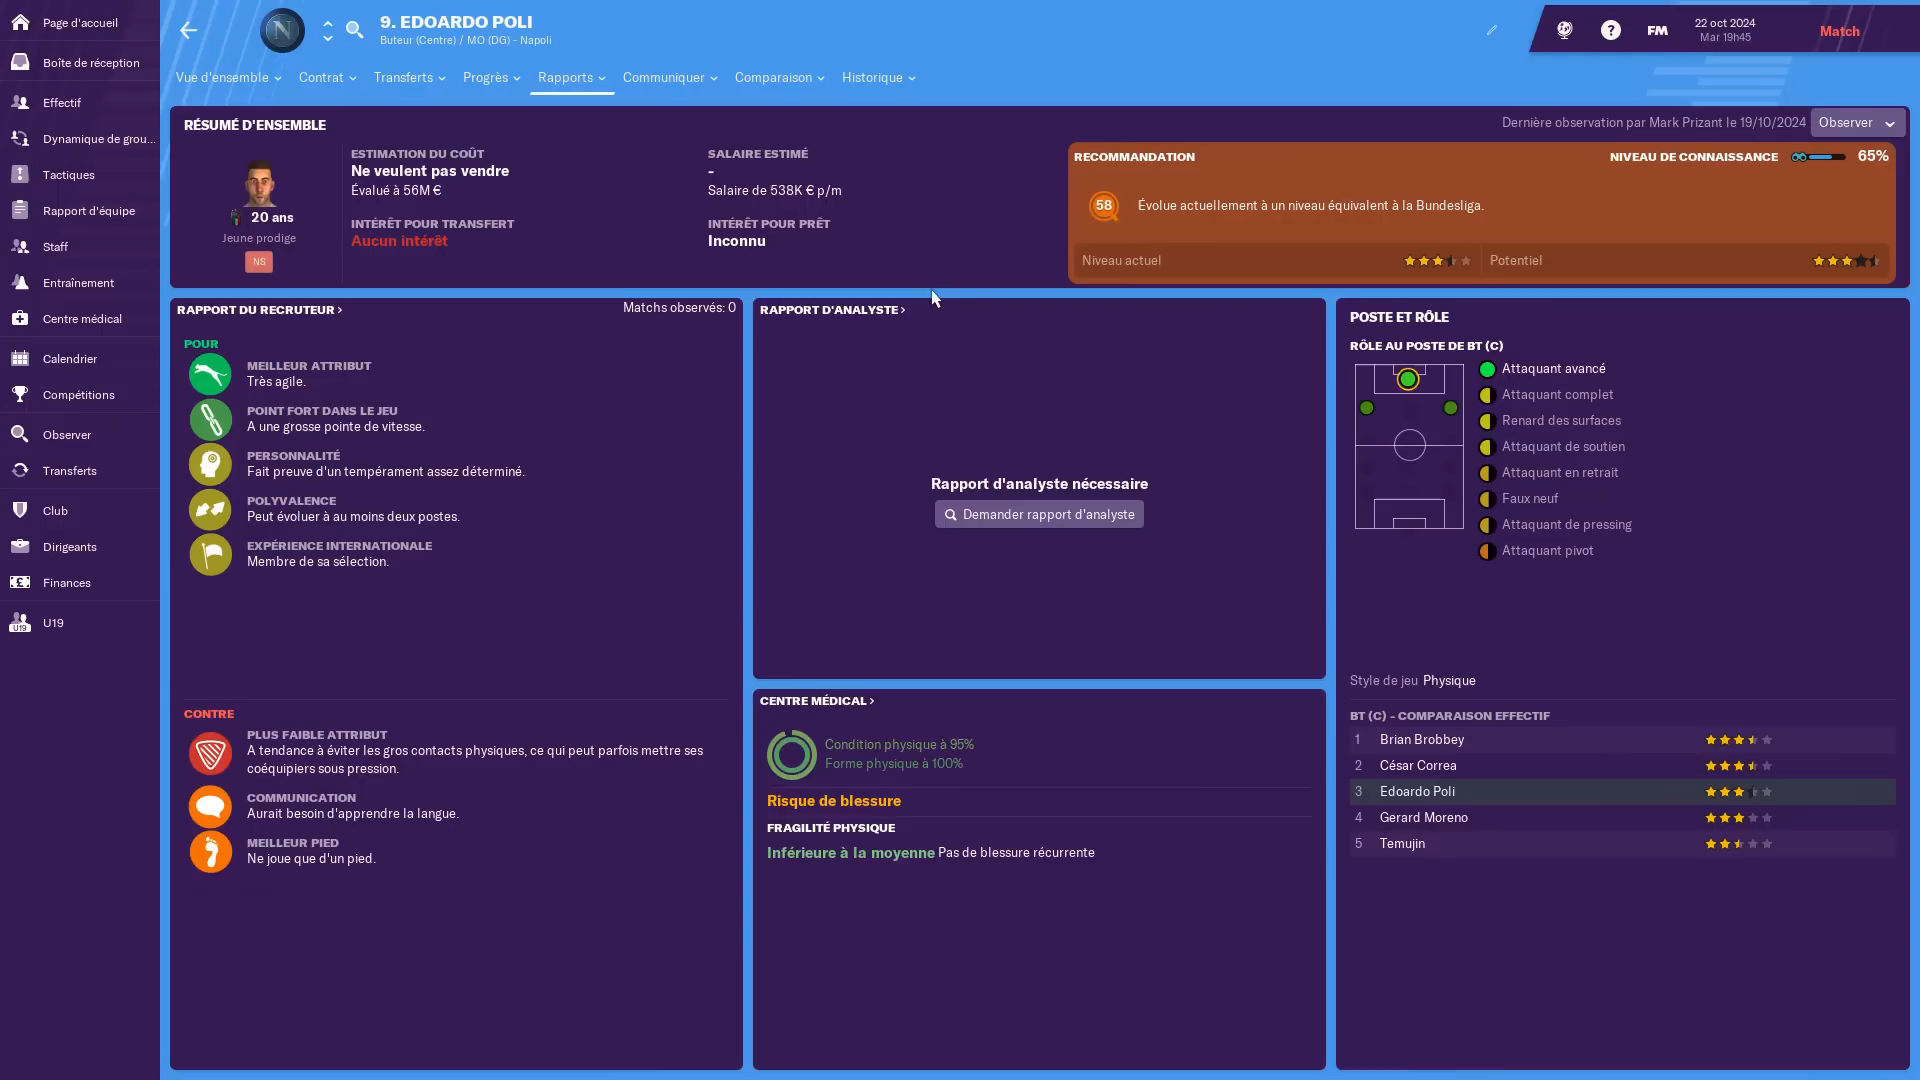 Page d'accueil
Boîte de réception
Effectif
Dynamique de grou...
Tactiques
Rapport d'équipe
Staff
Entraînement
Centre médical
Calendrier
Compétitions
Observer
Transferts
Club
Dirigeants
Finances
U19
U19
N
9. EDOARDO POLI
Buteur (Centre) / MO (DG) - Napoli
?
FM
22 oct 2024
Mar 19h45
Match
Vue d'ensemble
Contrat
Transferts
Progrès
Rapports
Communiquer
Comparaison
Historique
RÉSUMÉ D'ENSEMBLE
Dernière observation par Mark Prizant le 19/10/2024
Observer
20 ans
Jeune prodige
NS
ESTIMATION DU COÛT
Ne veulent pas vendre
Évalué à 56M €
INTÉRÊT POUR TRANSFERT
Aucun intérêt
SALAIRE ESTIMÉ
-
Salaire de 538K € p/m
INTÉRÊT POUR PRÊT
Inconnu
RECOMMANDATION
NIVEAU DE CONNAISSANCE
65%
58
Évolue actuellement à un niveau équivalent à la Bundesliga.
Niveau actuel
Potentiel
RAPPORT DU RECRUTEUR >
Matchs observés: 0
POUR
MEILLEUR ATTRIBUT
Très agile.
POINT FORT DANS LE JEU
A une grosse pointe de vitesse.
PERSONNALITÉ
Fait preuve d'un tempérament assez déterminé.
POLYVALENCE
Peut évoluer à au moins deux postes.
EXPÉRIENCE INTERNATIONALE
Membre de sa sélection.
CONTRE
PLUS FAIBLE ATTRIBUT
A tendance à éviter les gros contacts physiques, ce qui peut parfois mettre ses
coéquipiers sous pression.
COMMUNICATION
Aurait besoin d'apprendre la langue.
MEILLEUR PIED
Ne joue que d'un pied.
RAPPORT D'ANALYSTE >
Rapport d'analyste nécessaire
Demander rapport d'analyste
CENTRE MÉDICAL >
Condition physique à 95%
Forme physique à 100%
Risque de blessure
FRAGILITÉ PHYSIQUE
Inférieure à la moyenne Pas de blessure récurrente
POSTE ET RÔLE
RÔLE AU POSTE DE BT (C)
Attaquant avancé
Attaquant complet
Renard des surfaces
Attaquant de soutien
Attaquant en retrait
Faux neuf
Attaquant de pressing
Attaquant pivot
Style de jeu Physique
BT (C) - COMPARAISON EFFECTIF
1 Brian Brobbey
2 César Correa
3 Edoardo Poli
4 Gerard Moreno
5 Temujin